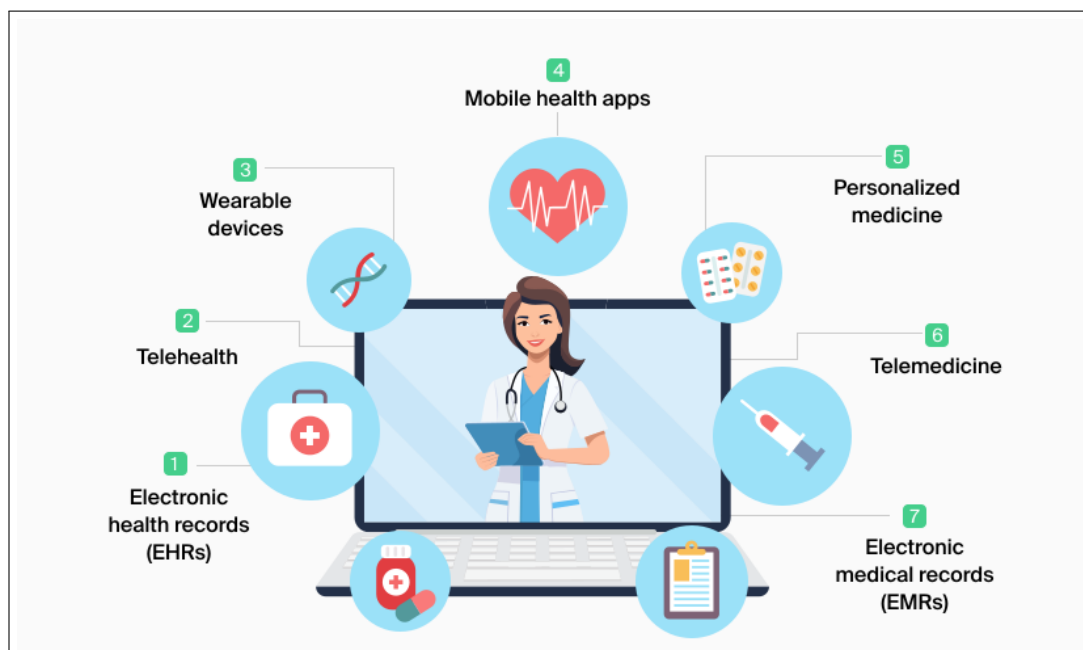 4
Mobile health apps
3
Wearable
devices
5
Personalized
medicine
2
Telehealth
6
Telemedicine
1
Electronic
health records
(EHRs)
7
Electronic
medical records
(EMRs)